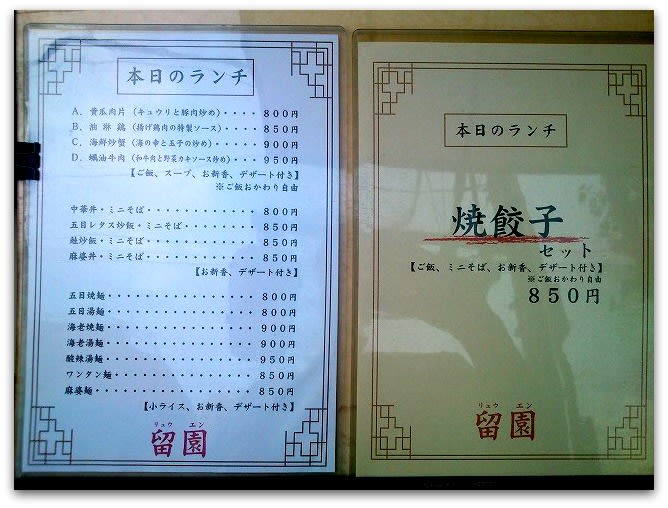 本日のランチ
A. 黄瓜肉片（キュウリと豚肉炒め）・・・・800円
B. 油淋鶏（揚げ鶏肉の特製ソース）・・・・850円
C. 海鮮炒蟹（海の幸と玉子の炒め）・・・・900円
D. 蠣油牛肉（和牛肉と野菜カキソース炒め）・・・950円
【ご飯、スープ、お新香、デザート付き】
※ご飯おかわり自由
中華丼・ミニそば・・・・・・・・・・・・800円
五目レタス炒飯・ミニそば・・・・・・・・850円
・ミニそば・・・・・・・・・・・・850円
麻婆丼・ミニそば・・・・・・・・・・・・850円
【お新香、デザート付き】
五目焼麺・・・・・・・・・・・・・・・・800円
五目湯麺・・・・・・・・・・・・・・・・800円
海老焼麺・・・・・・・・・・・・・・・・900円
海老湯麺・・・・・・・・・・・・・・・・900円
酸辣湯麺・・・・・・・・・・・・・・・・950円
ワンタン麺・・・・・・・・・・・・・・・850円
麻婆麺・・・・・・・・・・・・・・・・・850円
【小ライス、お新香、デザート付き】
リュウ エン
留園
本日のランチ
焼餃子
セット
【ご飯、ミニそば、お新香、デザート付き】
※ご飯おかわり自由
850円
リュウ エン
留園